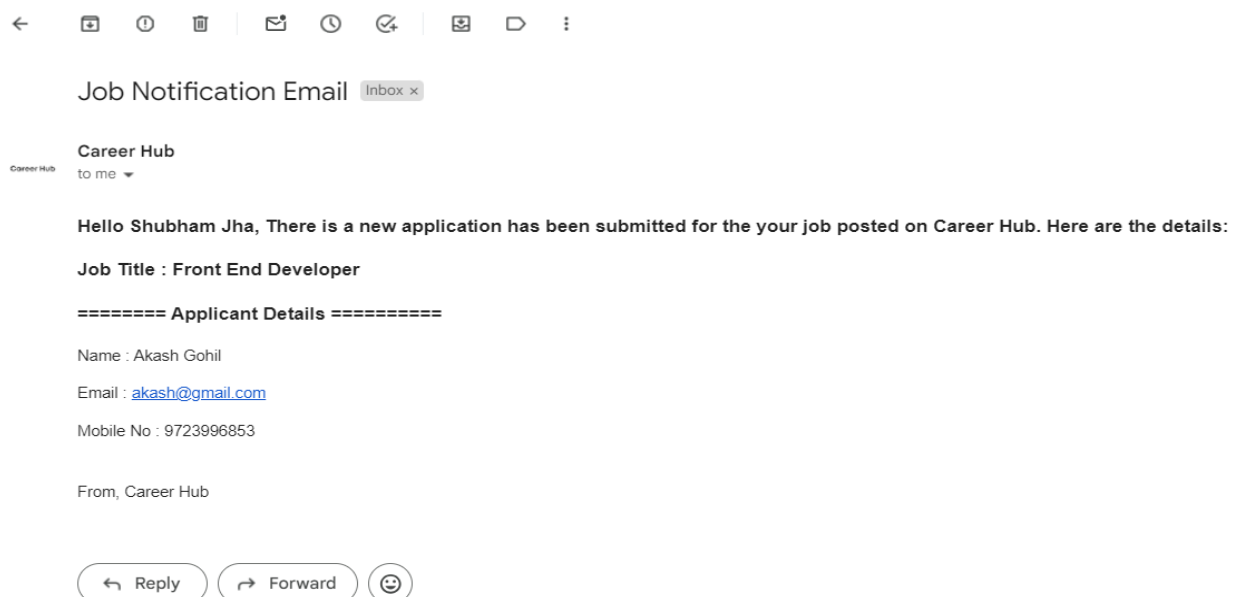 Job Notification Email Inbox ×
Career Hub
Career Hub
to me
Hello Shubham Jha, There is a new application has been submitted for the your job posted on Career Hub. Here are the details:
Job Title : Front End Developer
======== Applicant Details ==========
Name : Akash Gohil
Email : akash@gmail.com
Mobile No : 9723996853
From, Career Hub
Reply Forward